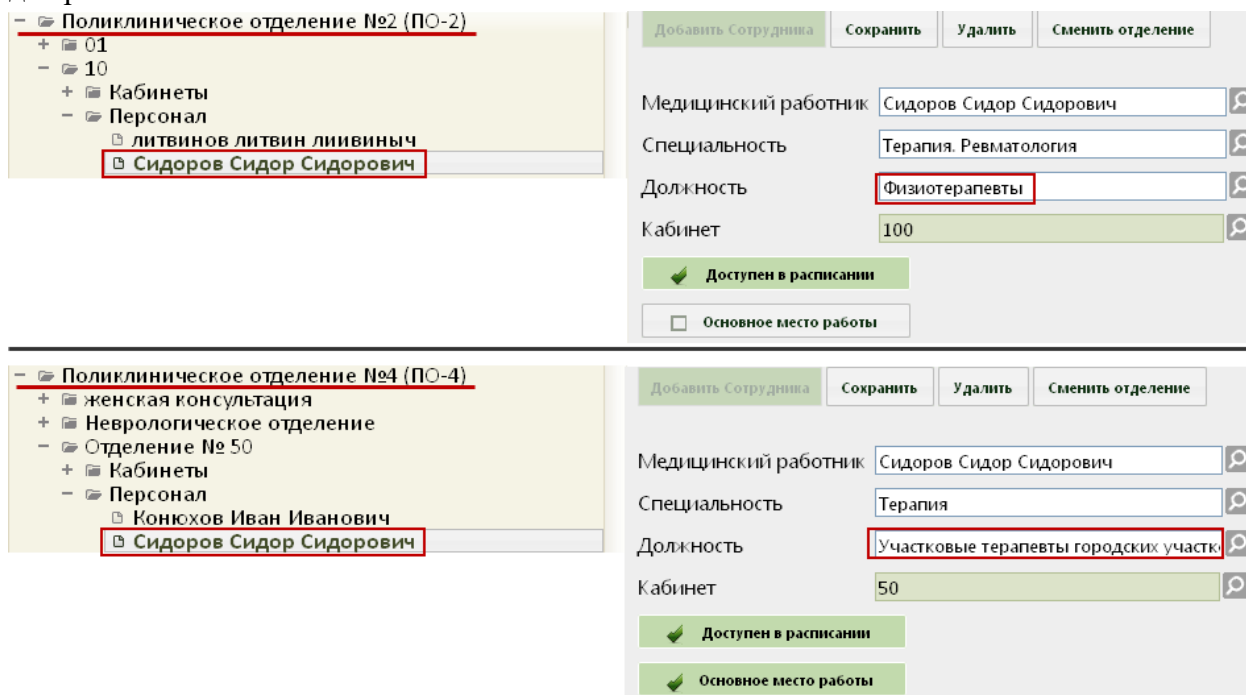 Поликлиническое отделение №2 (ПО-2)
01
10
Кабинеты
Персонал
литвинов литвин лиивиныч
Сидоров Сидор Сидорович
Добавить Сотрудника Сохранить Удалить Сменить отделение
Медицинский работник Сидоров Сидор Сидорович
Специальность Терапия. Ревматология
Должность Физиотерапевты
Кабинет 100
Доступен в расписании
Основное место работы
Поликлиническое отделение №4 (ПО-4)
женская консультация
Неврологическое отделение
Отделение № 50
Кабинеты
Персонал
Конюхов Иван Иванович
Сидоров Сидор Сидорович
Добавить Сотрудника Сохранить Удалить Сменить отделение
Медицинский работник Сидоров Сидор Сидорович
Специальность Терапия
Должность Участковые терапевты городских участк
Кабинет 50
Доступен в расписании
Основное место работы